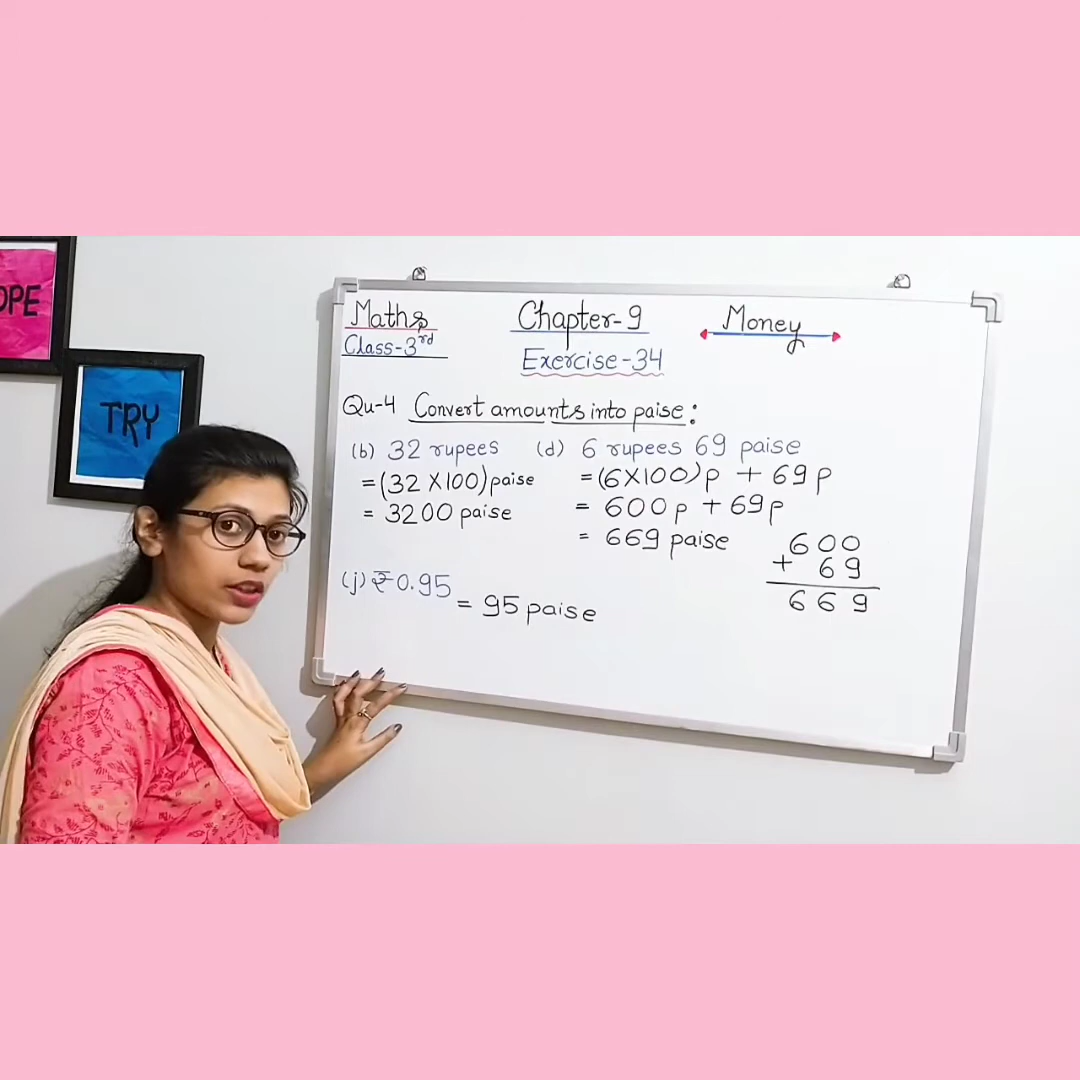 OPE
TRY
Maths Chapter-9 Money
Class-3rd
Exercise-34
Qu-4 Convert amounts into paise:
(b) 32 rupees (d) 6 rupees 69 paise
=(32 X100) paise =(6X100)p + 69p
= 3200 paise = 600p + 69p
= 669 paise
600
+ 69
669
(j) ₹ 0.95
= 95 paise